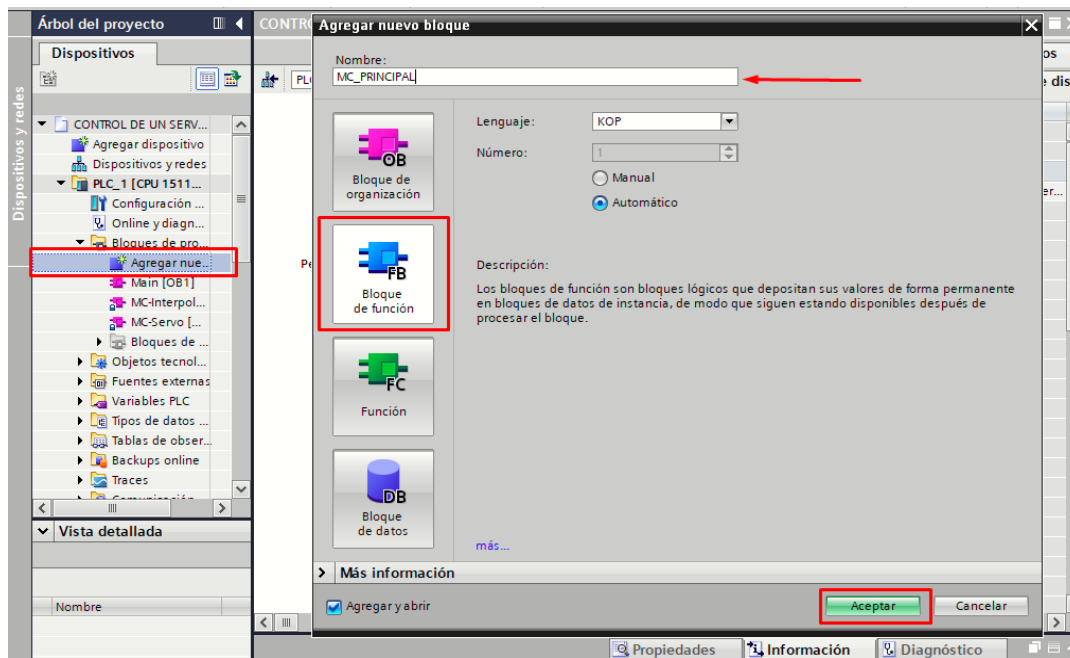 Árbol del proyecto
Dispositivos
Dispositivos y redes
CONTROL DE UN SERV...
Agregar dispositivo
Dispositivos y redes
PLC_1 [CPU 1511...
Configuración ...
Online y diagn...
Bloques de pro...
Agregar nue...
Main [OB1]
MC-Interpol...
MC-Servo [...
Bloques de ...
Objetos tecnol...
Fuentes externas
Variables PLC
Tipos de datos ...
Tablas de obser...
Backups online
Traces
Vista detallada
Nombre
CONTR
Agregar nuevo bloque
Nombre:
MC_PRINCIPAL
OB
Bloque de
organización
FB
Bloque
de función
FC
Función
DB
Bloque
de datos
Lenguaje:
KOP
Número:
1
Manual
Automático
Descripción:
Los bloques de función son bloques lógicos que depositan sus valores de forma permanente
en bloques de datos de instancia, de modo que siguen estando disponibles después de
procesar el bloque.
más...
Más información
Agregar y abrir
Aceptar
Cancelar
Propiedades
Información
Diagnóstico